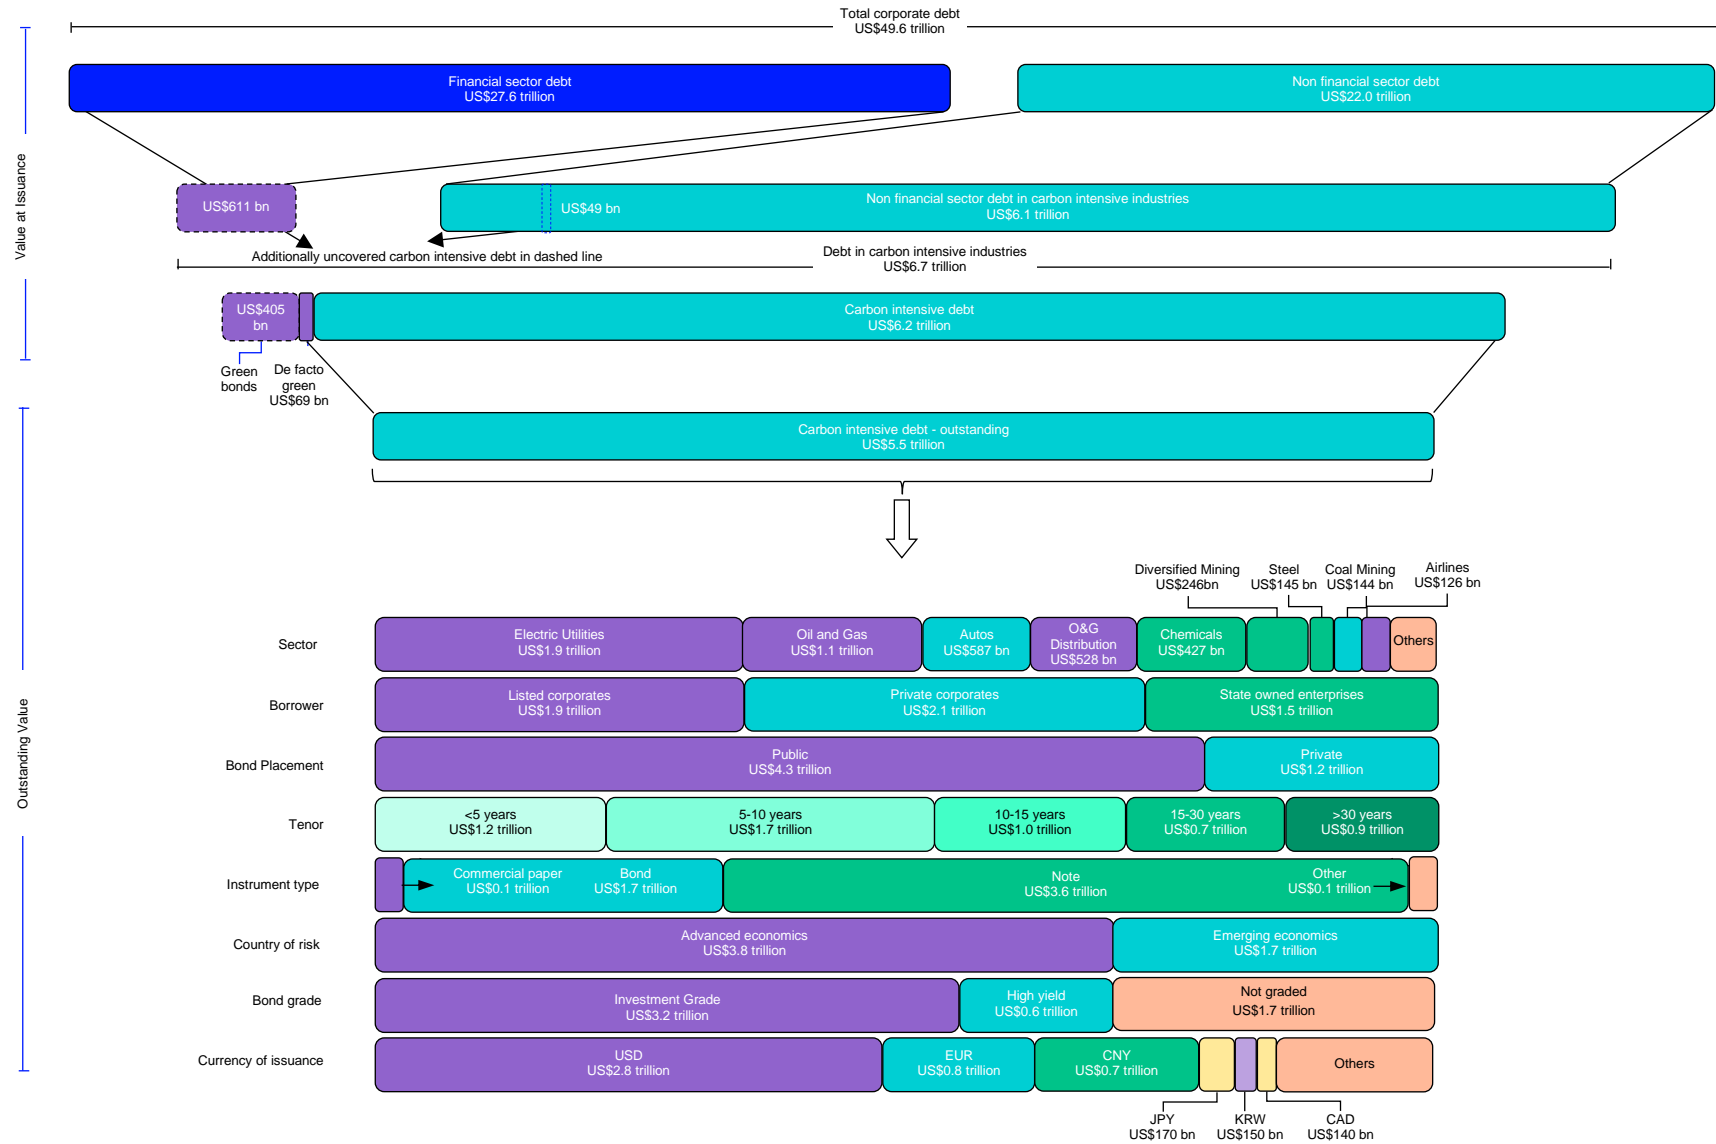 Total corporate debt
US$49.6 trillion
Financial sector debt
US$27.6 trillion
Non financial sector debt
US$22.0 trillion
Value at Issuance
US$611 bn
US$49 bn
Non financial sector debt in carbon intensive industries
US$6.1 trillion
Additionally uncovered carbon intensive debt in dashed line
Debt in carbon intensive industries
US$6.7 trillion
US$405
bn
Carbon intensive debt
US$6.2 trillion
Green
bonds
De facto
green
US$69 bn
Carbon intensive debt - outstanding
US$5.5 trillion
Outstanding Value
Diversified Mining
US$246bn
Steel
US$145 bn
Coal Mining
US$144 bn
Airlines
US$126 bn
Sector
Electric Utilities
US$1.9 trillion
Oil and Gas
US$1.1 trillion
Autos
US$587 bn
O&G
Distribution
US$528 bn
Chemicals
US$427 bn
Others
Borrower
Listed corporates
US$1.9 trillion
Private corporates
US$2.1 trillion
State owned enterprises
US$1.5 trillion
Bond Placement
Public
US$4.3 trillion
Private
US$1.2 trillion
Tenor
<5 years
US$1.2 trillion
5-10 years
US$1.7 trillion
10-15 years
US$1.0 trillion
15-30 years
US$0.7 trillion
>30 years
US$0.9 trillion
Instrument type
Commercial paper
US$0.1 trillion
Bond
US$1.7 trillion
Note
US$3.6 trillion
Other
US$0.1 trillion
Country of risk
Advanced economics
US$3.8 trillion
Emerging economics
US$1.7 trillion
Bond grade
Investment Grade
US$3.2 trillion
High yield
US$0.6 trillion
Not graded
US$1.7 trillion
Currency of issuance
USD
US$2.8 trillion
EUR
US$0.8 trillion
CNY
US$0.7 trillion
Others
JPY
US$170 bn
KRW
US$150 bn
CAD
US$140 bn